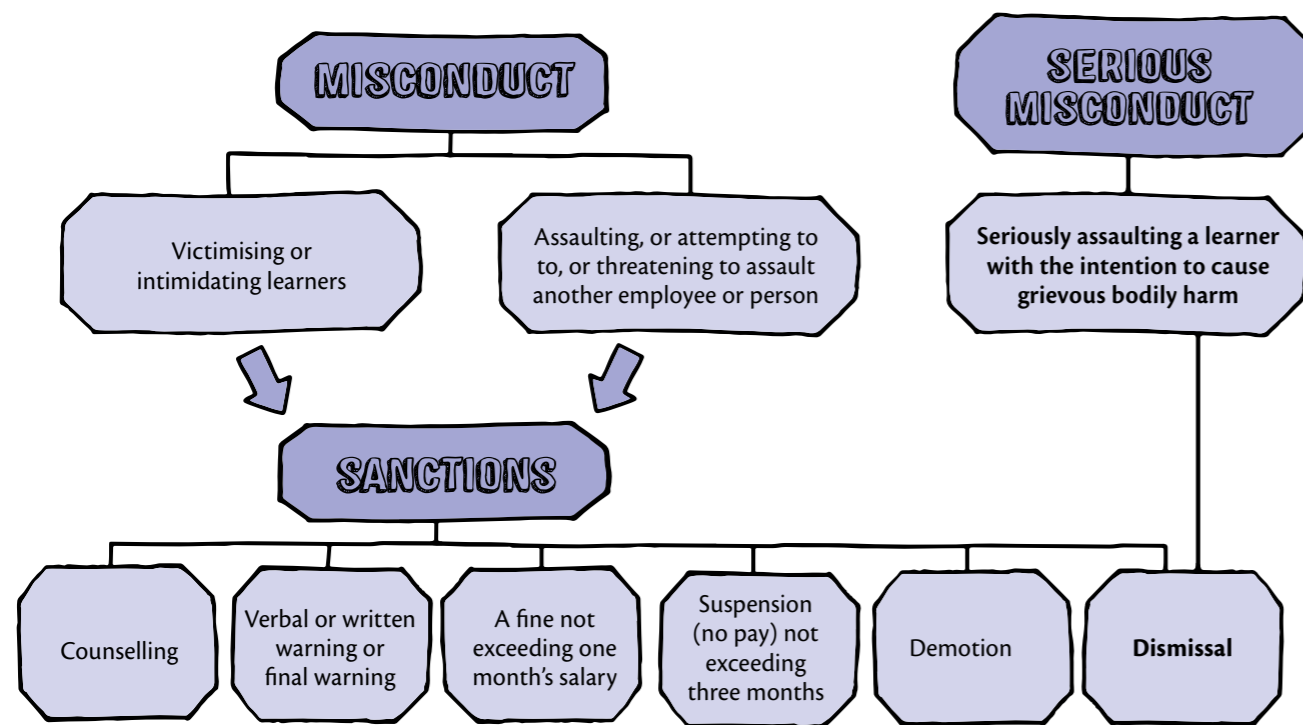 MISCONDUCT
SERIOUS
MISCONDUCT
Victimising or
intimidating learners
Assaulting, or attempting to
to, or threatening to assault
another employee or person
Seriously assaulting a learner
with the intention to cause
grievous bodily harm
SANCTIONS
Counselling
Verbal or written
warning or
final warning
A fine not
exceeding one
month's salary
Suspension
(no pay) not
exceeding
three months
Demotion
Dismissal